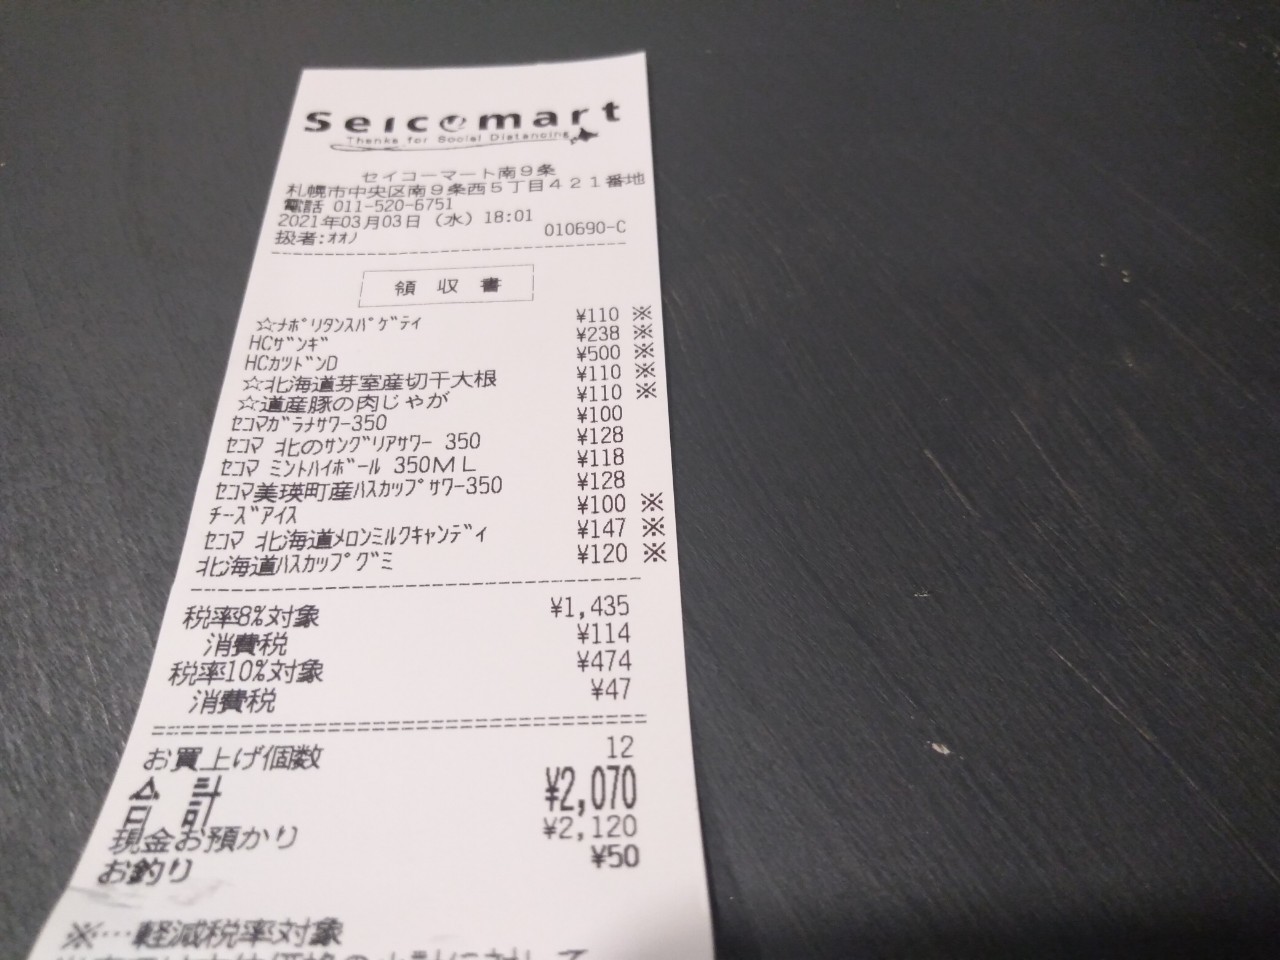 Seicomart
Thanks for Social Distancing
セイコーマート南9条
札幌市中央区南9条西5丁目421番地
電話 011-520-6751
2021年03月03日 (水) 18:01
扱者:ｵｵﾉ 010690-C
領収書
☆ﾅﾎﾟﾘﾀﾝｽﾊﾟｹﾞﾃｨ ¥110 ※
HCｻﾞﾝｷﾞ ¥238 ※
HCｶﾂﾄﾞﾝD ¥500 ※
☆北海道芽室産切干大根 ¥110 ※
☆道産豚の肉じゃが ¥110 ※
ｾｺﾏｶﾞﾗﾅｻﾜｰ350 ¥100
ｾｺﾏ 北のｻﾝｸﾞﾘｱｻﾜｰ 350 ¥128
ｾｺﾏ ﾐﾝﾄﾊｲﾎﾞｰﾙ 350ＭＬ ¥118
ｾｺﾏ美瑛町産ﾊｽｶｯﾌﾟｻﾜｰ350 ¥128
ﾁｰｽﾞｱｲｽ ¥100 ※
ｾｺﾏ 北海道ﾒﾛﾝﾐﾙｸｷｬﾝﾃﾞｨ ¥147 ※
北海道ﾊｽｶｯﾌﾟｸﾞﾐ ¥120 ※
税率8%対象 ¥1,435
消費税 ¥114
税率10%対象 ¥474
消費税 ¥47
お買上げ個数 12
合計 ¥2,070
現金お預かり ¥2,120
お釣り ¥50
※…軽減税率対象